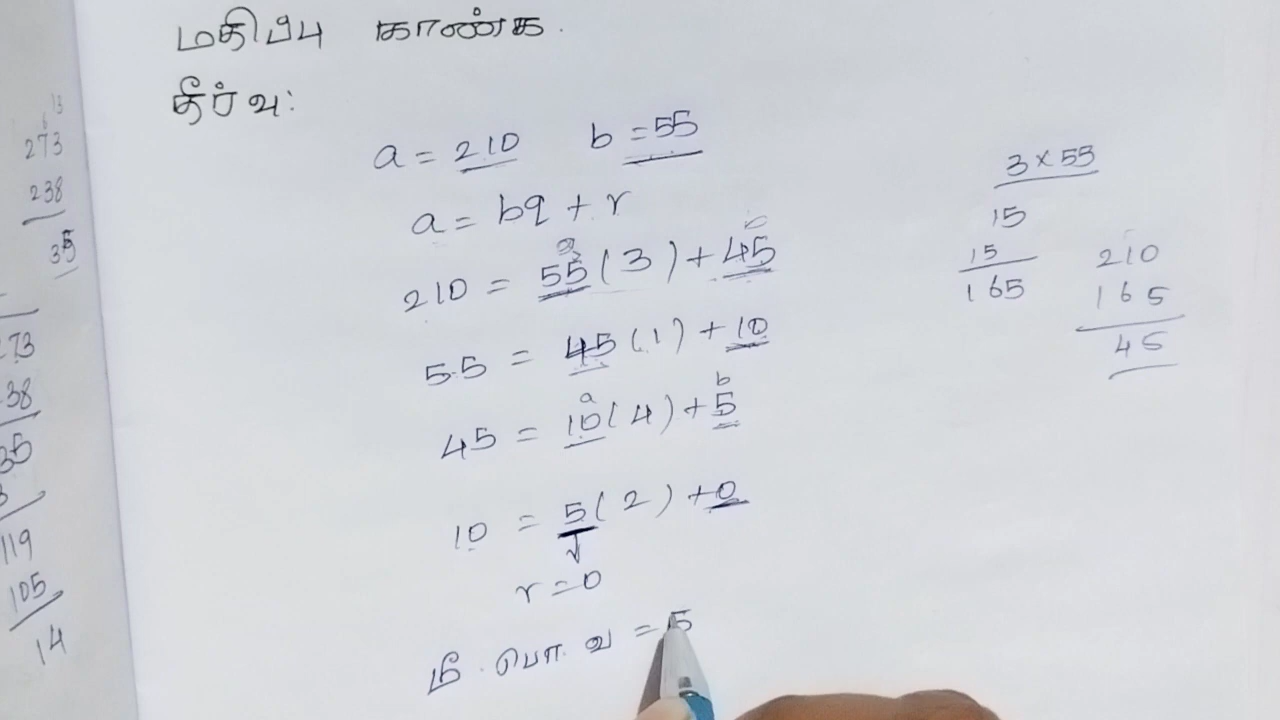 மதிப்பு காண்க.
தீர்வு:
a = 210 b = 55
a = bq + r
210 = 55(3) + 45
55 = 45(1) + 10
a b
45 = 10(4) + 5
10 = 5(2) + 0
r = 0
மீ. பொ. வ = 5
3 × 55
15
15
165
210
165
45
13
6
273
238
35
273
38
35
119
105
14